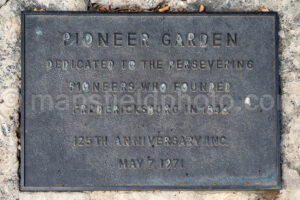 PIONEER GARDEN
DEDICATED TO THE PERSEVERING
PIONEERS WHO FOUNDED
FREDERICKSBURG IN 1846
125TH ANNIVERSARY INC.
MAY 7, 1971